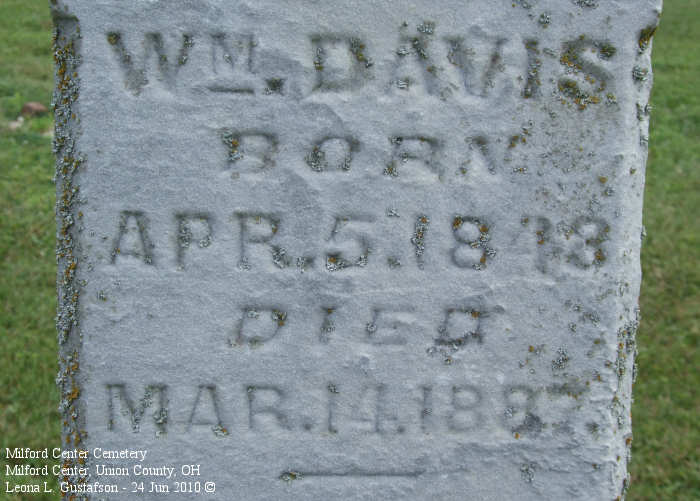 WM. DAVIS
BORN
APR. 5. 1818
DIED
MAR. 14. 1887.
Milford Center Cemetery
Milford Center, Union County, OH
Leona L. Gustafson - 24 Jun 2010 ©